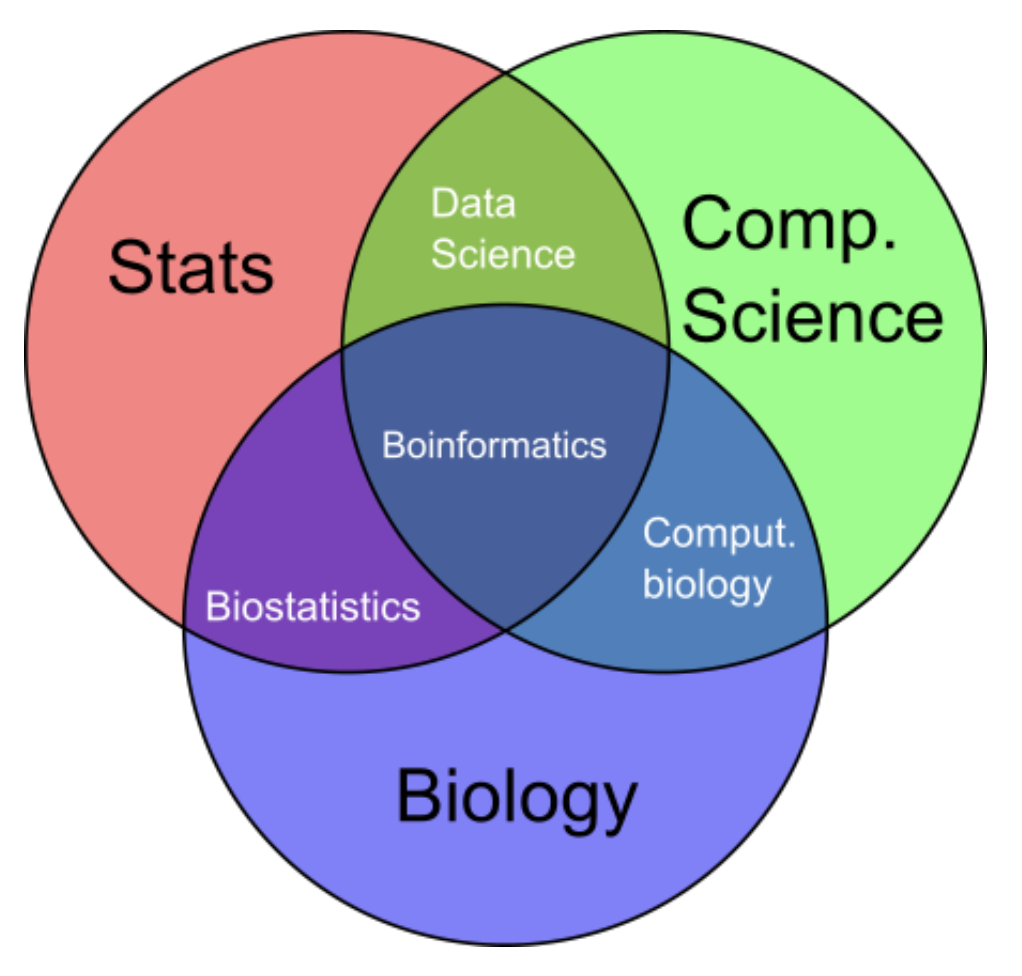 Data
Science
Comp.
Science
Stats
Boinformatics
Comput.
biology
Biostatistics
Biology